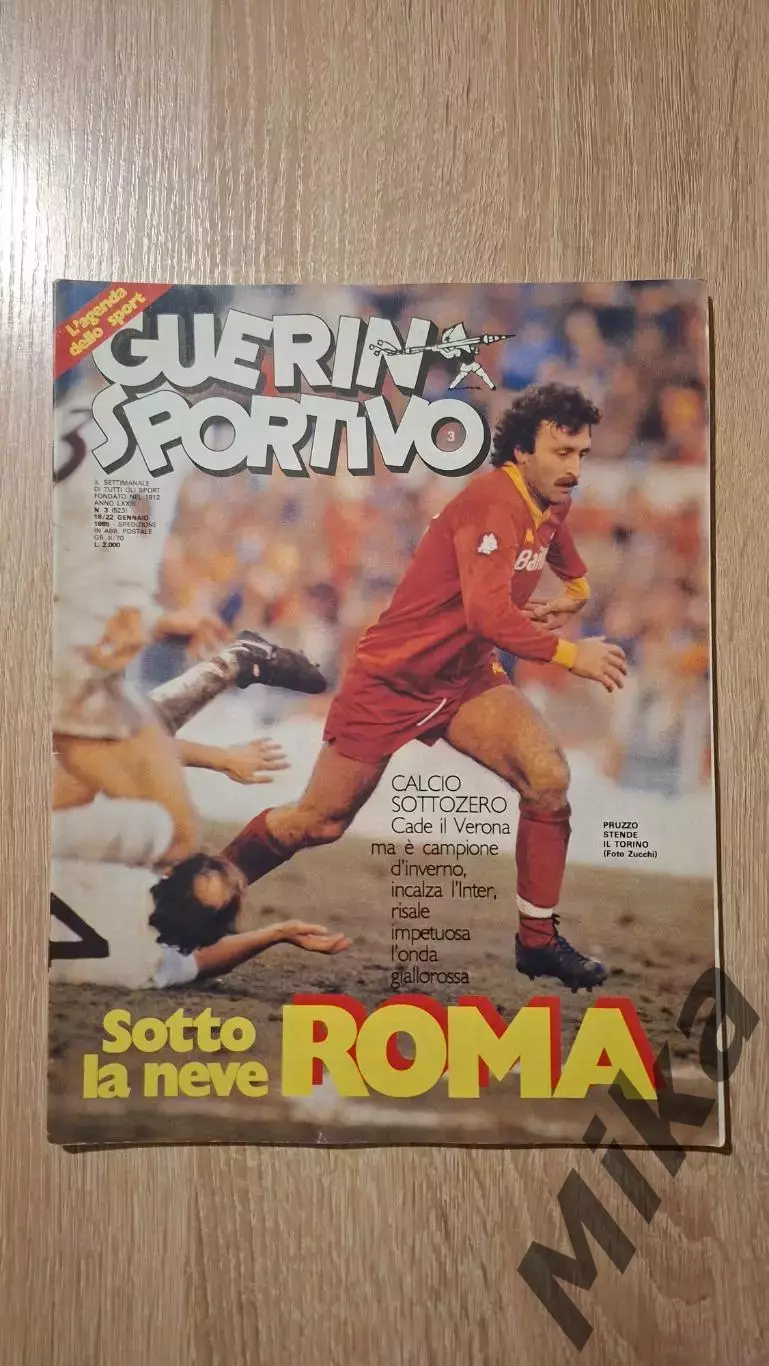 L'agenda
dello sport
GUERIN
SPORTIVO
3
IL SETTIMANALE
DI TUTTI GLI SPORT
FONDATO NEL 1912
ANNO LXXIII
N. 3 (523)
16/22 GENNAIO
1985 - SPEDIZIONE
IN ABB. POSTALE
GR. II/70
L. 2.000
CALCIO
SOTTOZERO
Cade il Verona
ma è campione
d'inverno,
incalza l'Inter,
risale
impetuosa
l'onda
giallorossa
PRUZZO
STENDE
IL TORINO
(Foto Zucchi)
Sotto
la neve
ROMA
Mika